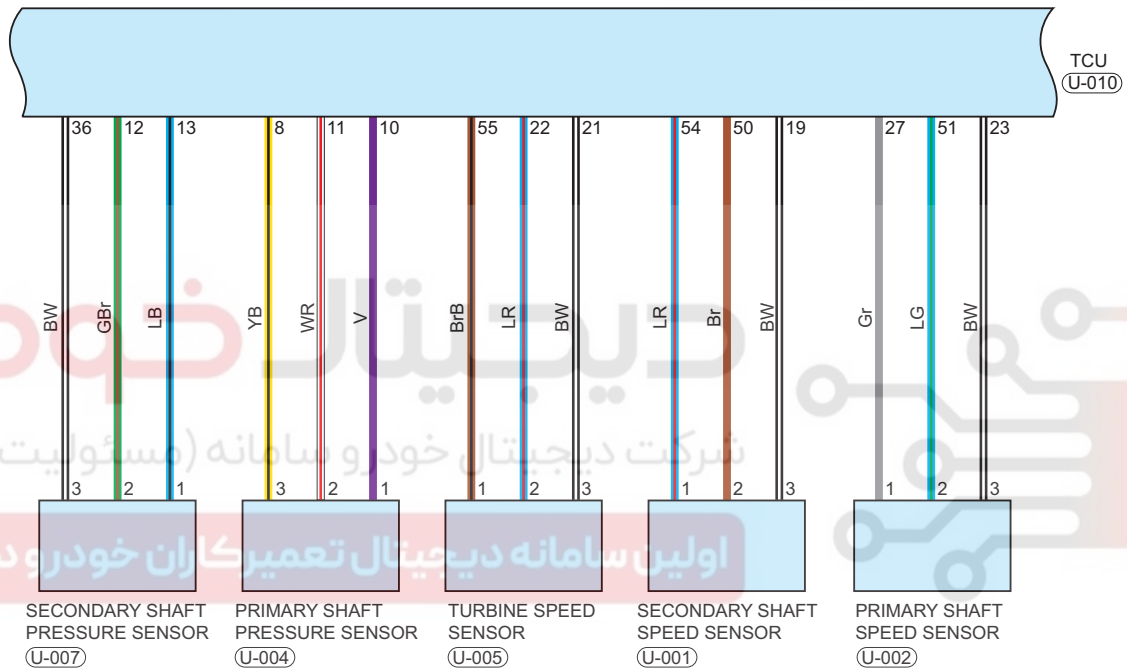 TCU
U-010
36 12 13 8 11 10 55 22 21 54 50 19 27 51 23
BW GBr LB YB WR V BrB LR BW LR Br BW Gr LG BW
دیجیتال خودرو
شرکت دیجیتال خودرو سامانه (مسئولیت
3 2 1 3 2 1 1 2 3 1 2 3 1 2 3
اولین سامانه دیجیتال تعمیرکاران خودرو د
SECONDARY SHAFT
PRESSURE SENSOR
U-007
PRIMARY SHAFT
PRESSURE SENSOR
U-004
TURBINE SPEED
SENSOR
U-005
SECONDARY SHAFT
SPEED SENSOR
U-001
PRIMARY SHAFT
SPEED SENSOR
U-002